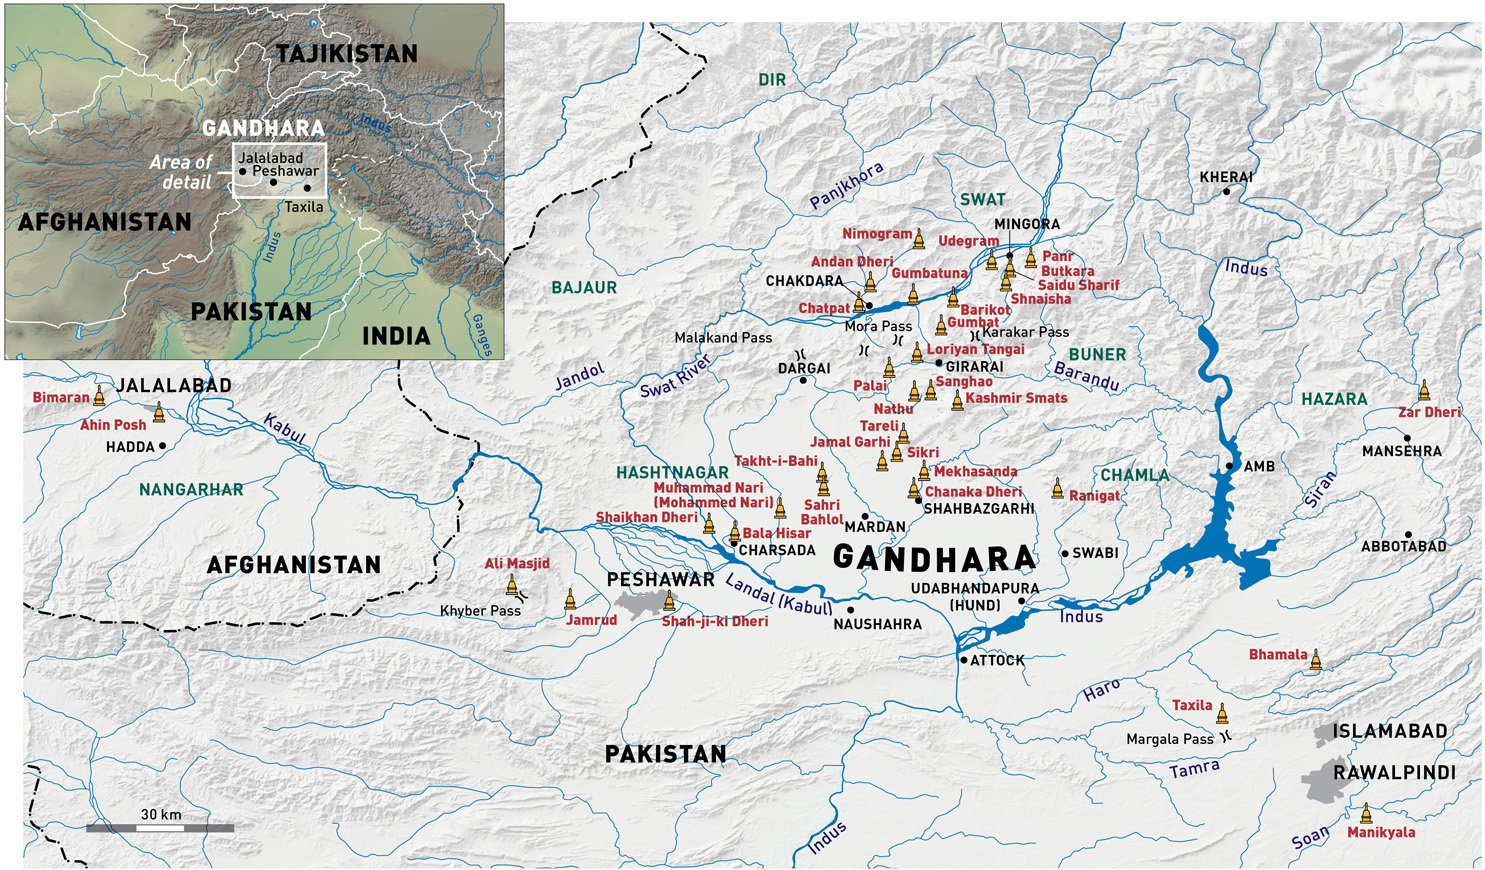 TAJIKISTAN
GANDHARA
Indus
Area of
detail
Jalalabad
Peshawar
Taxila
AFGHANISTAN
Indus
PAKISTAN
INDIA
Ganges
DIR
KHERAI
Panjkhora
SWAT
MINGORA
Nimogram
Udegram
Panr
Butkara
Saidu Sharif
Shnaisha
Andan Dheri
Gumbatuna
CHAKDARA
Chatpat
Barikot
Gumbat
Indus
BAJAUR
Mora Pass
Karakar Pass
Malakand Pass
Loriyan Tangai
BUNER
DARGAI
GIRARAI
Jandol
Swat River
Barandu
Palai
Sanghao
Kashmir Smats
Nathu
HAZARA
Zar Dheri
JALALABAD
Bimaran
Ahin Posh
Kabul
HADDA
Tareli
Jamal Garhi
Sikri
MANSEHRA
Takht-i-Bahi
Mekhasanda
HASHTNAGAR
CHAMLA
AMB
Siran
NANGARHAR
Muhammad Nari
(Mohammed Nari)
Chanaka Dheri
Ranigat
SHAHBAZGARHI
Sahri
Bahlol
Shaikhan Dheri
MARDAN
Bala Hisar
CHARSADA
GANDHARA
SWABI
ABBOTABAD
AFGHANISTAN
Ali Masjid
Khyber Pass
PESHAWAR
Landal (Kabul)
UDABHANDAPURA
(HUND)
Jamrud
Shah-ji-ki Dheri
NAUSHAHRA
Indus
ATTOCK
Bhamala
Haro
Taxila
Margala Pass
ISLAMABAD
PAKISTAN
Tamra
RAWALPINDI
30 km
Indus
Soan
Manikyala